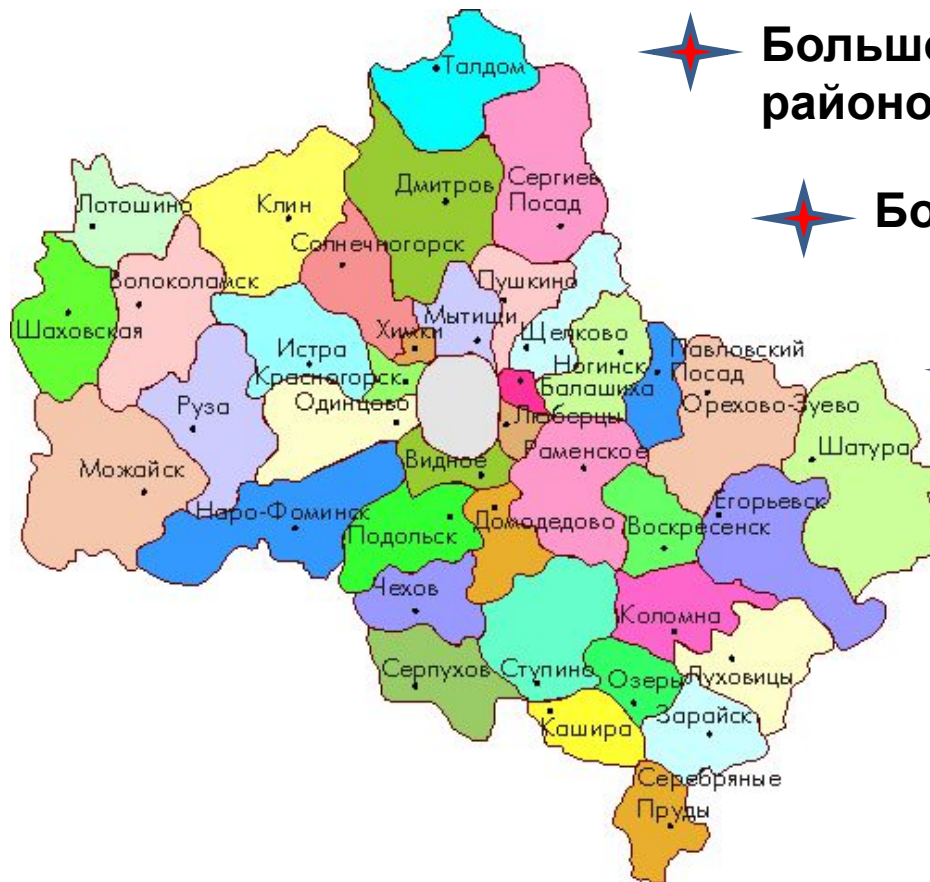 Больше
районо
Бо
Талдом
Сергиев
Посад
Дмитров
Лотошино
Клин
Солнечногорск
Волоколамск
Пушкино
Шаховская
Мытищи
Химки
Щелково
Истра
Ногинск
Павловский
Посад
Красногорск
Балашиха
Руза
Одинцово
Орехово-Зуево
Люберцы
Шатура
Видное
Раменское
Можайск
Егорьевск
Наро-Фоминск
Домодедово
Воскресенск
Подольск
Чехов
Коломна
Серпухов
Ступино
Озеры
Луховицы
Кашира
Зарайск
Серебряные
Пруды